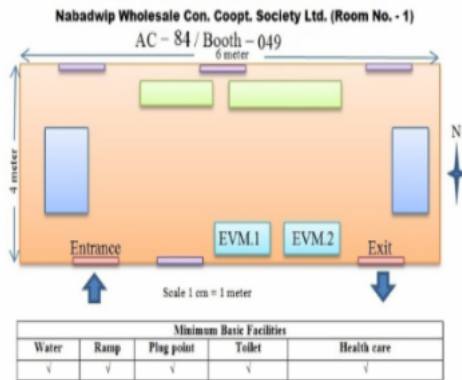 Nabadwip Wholesale Con. Coopt. Society Ltd. (Room No. - 1)
AC - 84 / Booth - 049
6 meter
4 meter
N
EVM.1 EVM.2
Entrance Exit
Scale 1 cm = 1 meter
Minimum Basic Facilities
Water Ramp Plug point Toilet Health care
√ √ √ √ √